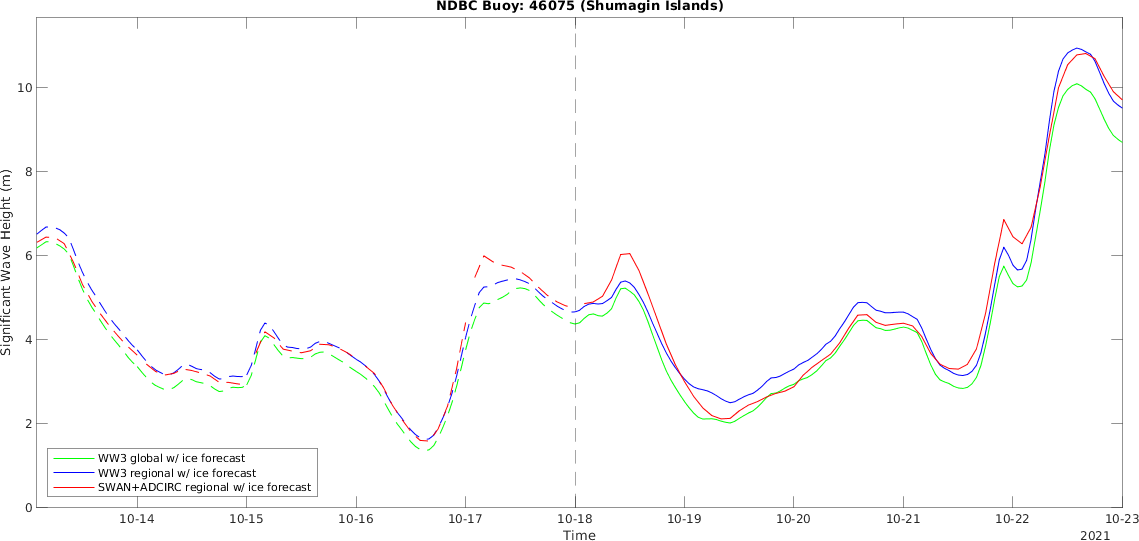 NDBC Buoy: 46075 (Shumagin Islands)
Significant Wave Height (m)
10
8
6
4
2
0
WW3 global w/ ice forecast
WW3 regional w/ ice forecast
SWAN+ADCIRC regional w/ ice forecast
10-14 10-15 10-16 10-17 10-18 10-19 10-20 10-21 10-22 10-23
Time
2021